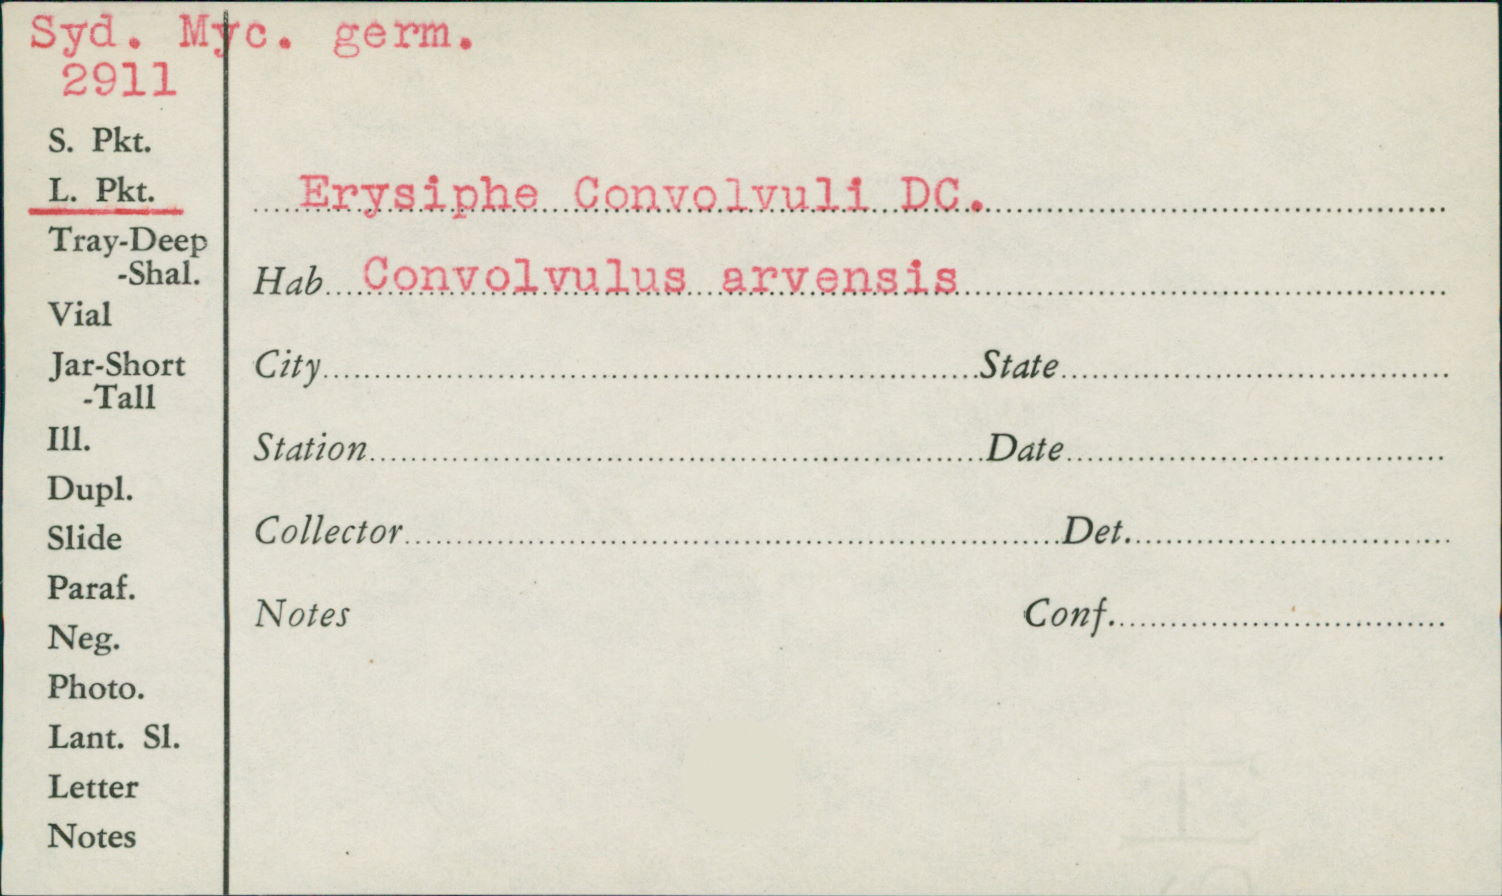 Syd. Myc. germ.
2911
S. Pkt.
L. Pkt.
Tray-Deep
-Shal.
Vial
Jar-Short
-Tall
Ill.
Dupl.
Slide
Paraf.
Neg.
Photo.
Lant. Sl.
Letter
Notes
Erysiphe Convolvuli DC.
Hab Convolvulus arvensis
City State
Station Date
Collector Det.
Notes Conf.